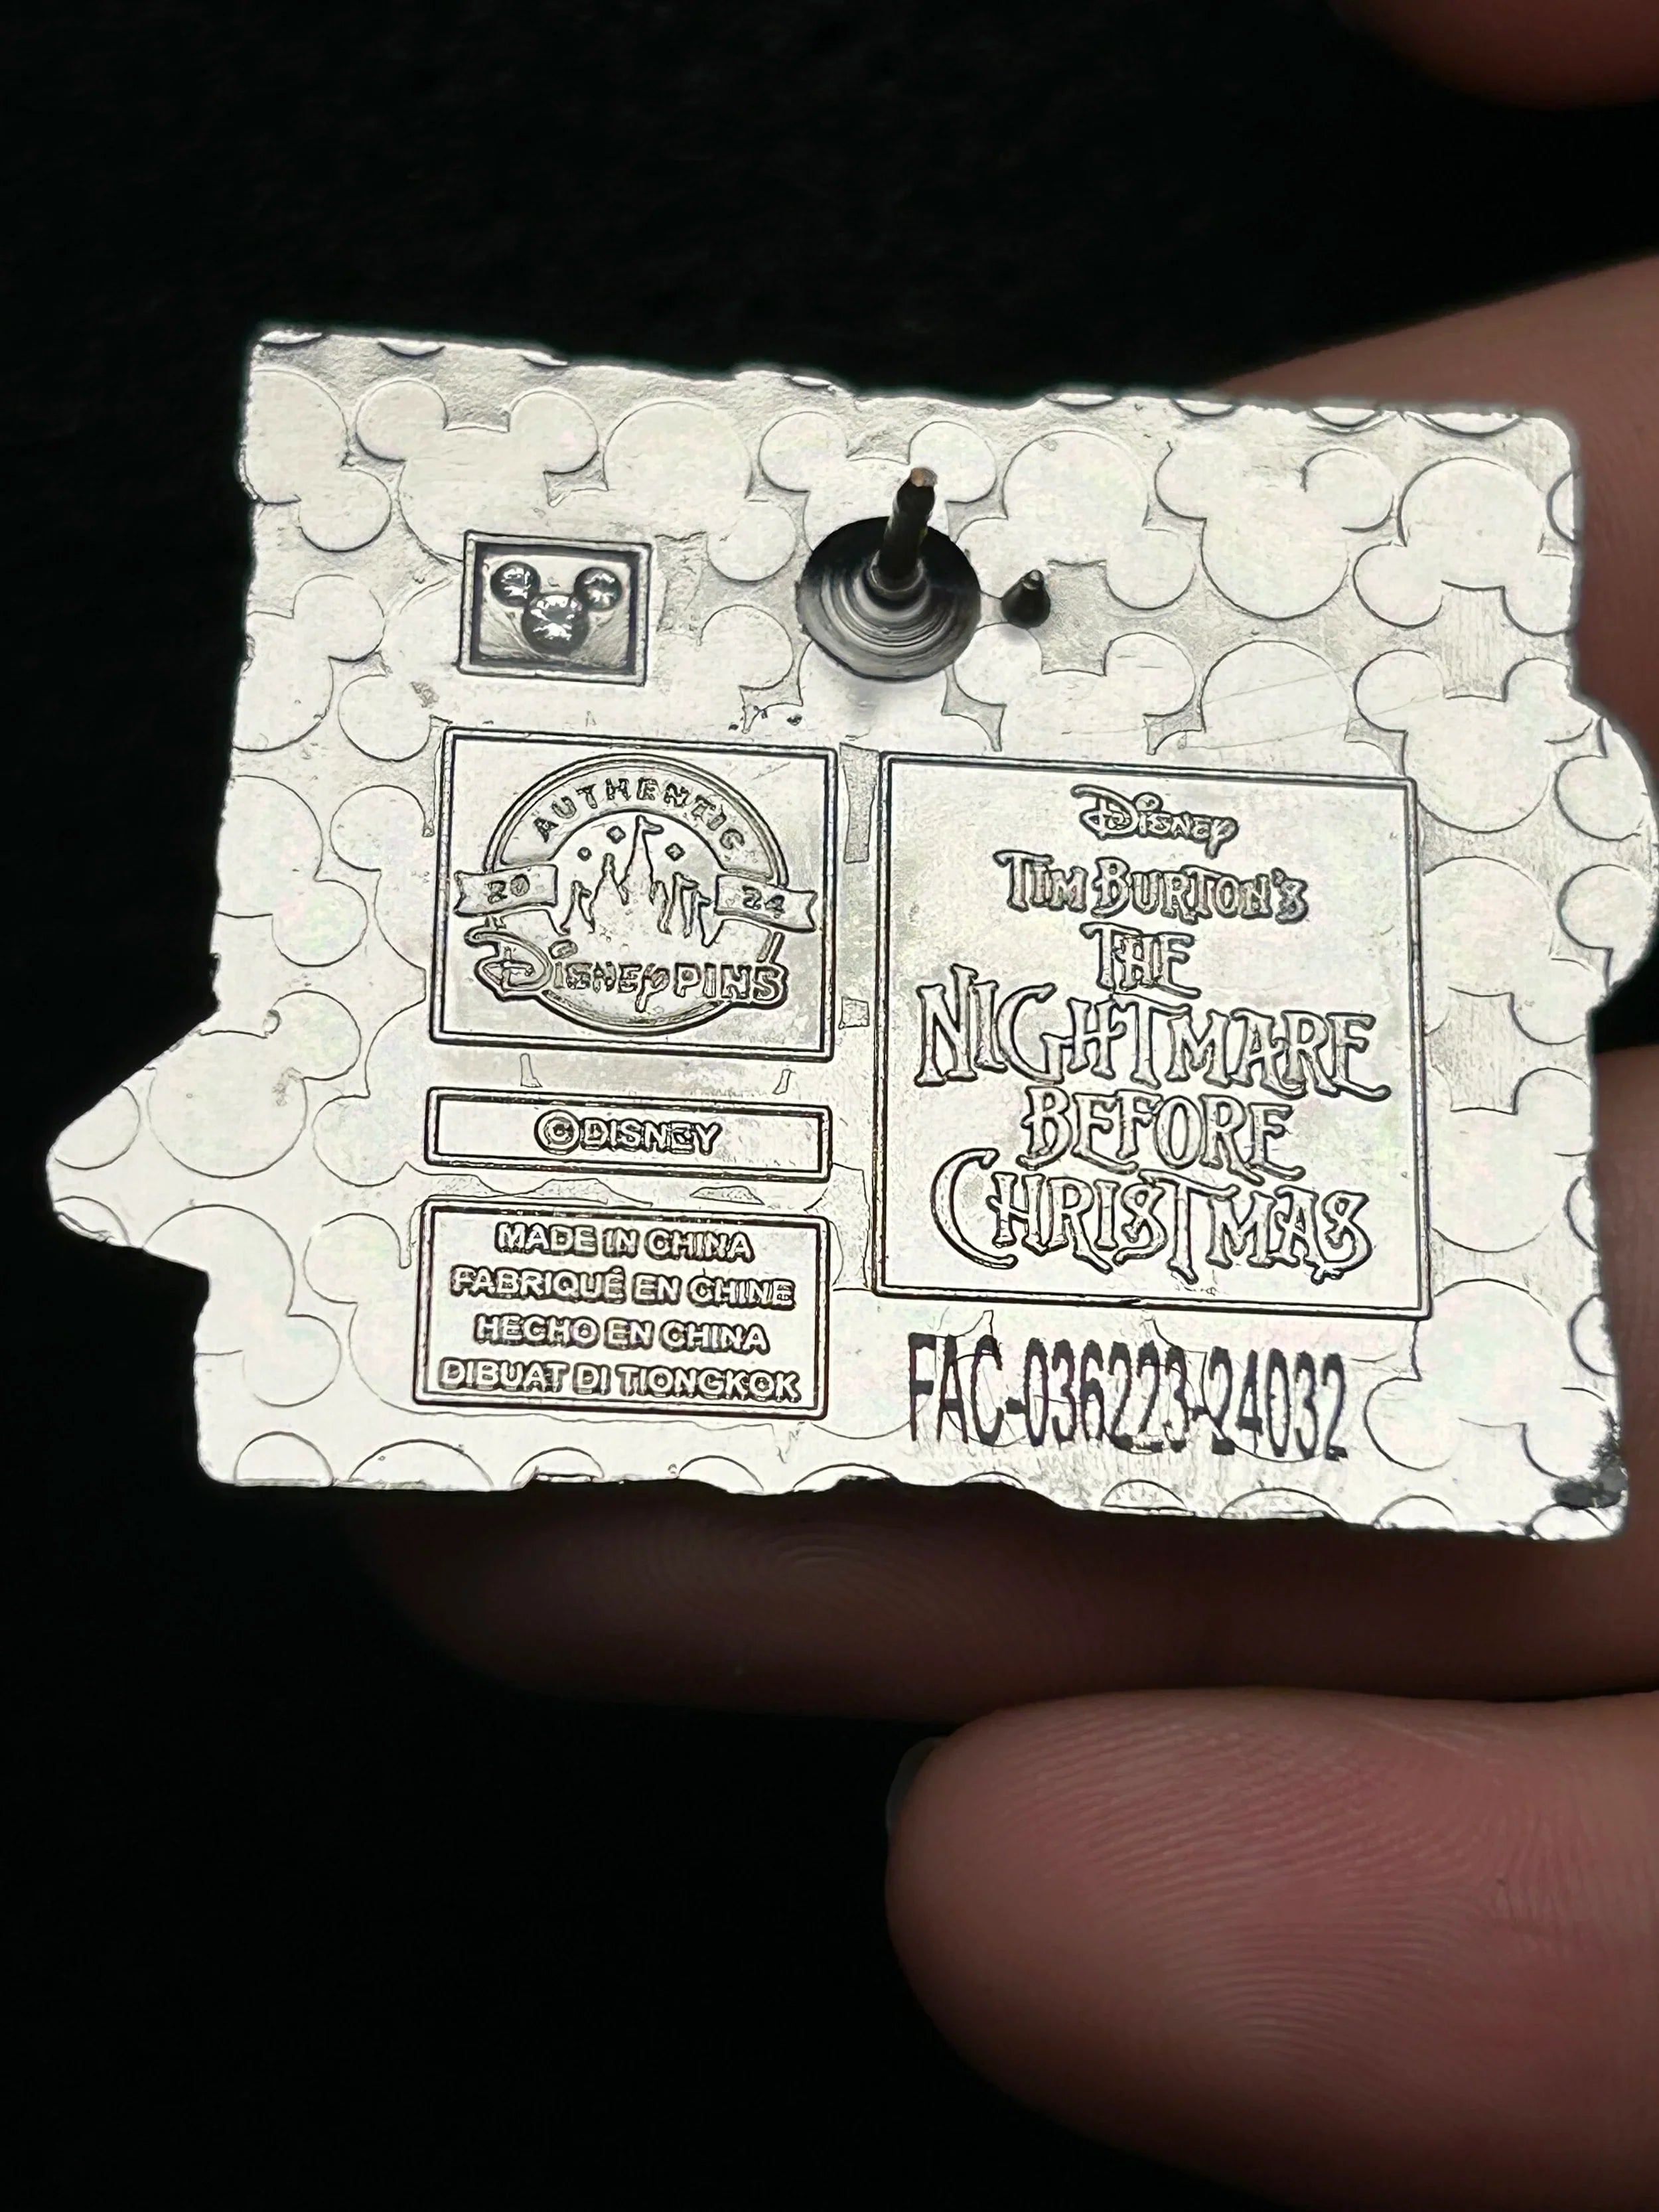 AUTHENTIC
20 24
Disney PINS
©DISNEY
MADE IN CHINA
FABRIQUÉ EN CHINE
HECHO EN CHINA
DIBUAT DI TIONGKOK
Disney
TIM BURTON'S
THE
NIGHTMARE
BEFORE
CHRISTMAS
FAC-036223-24032